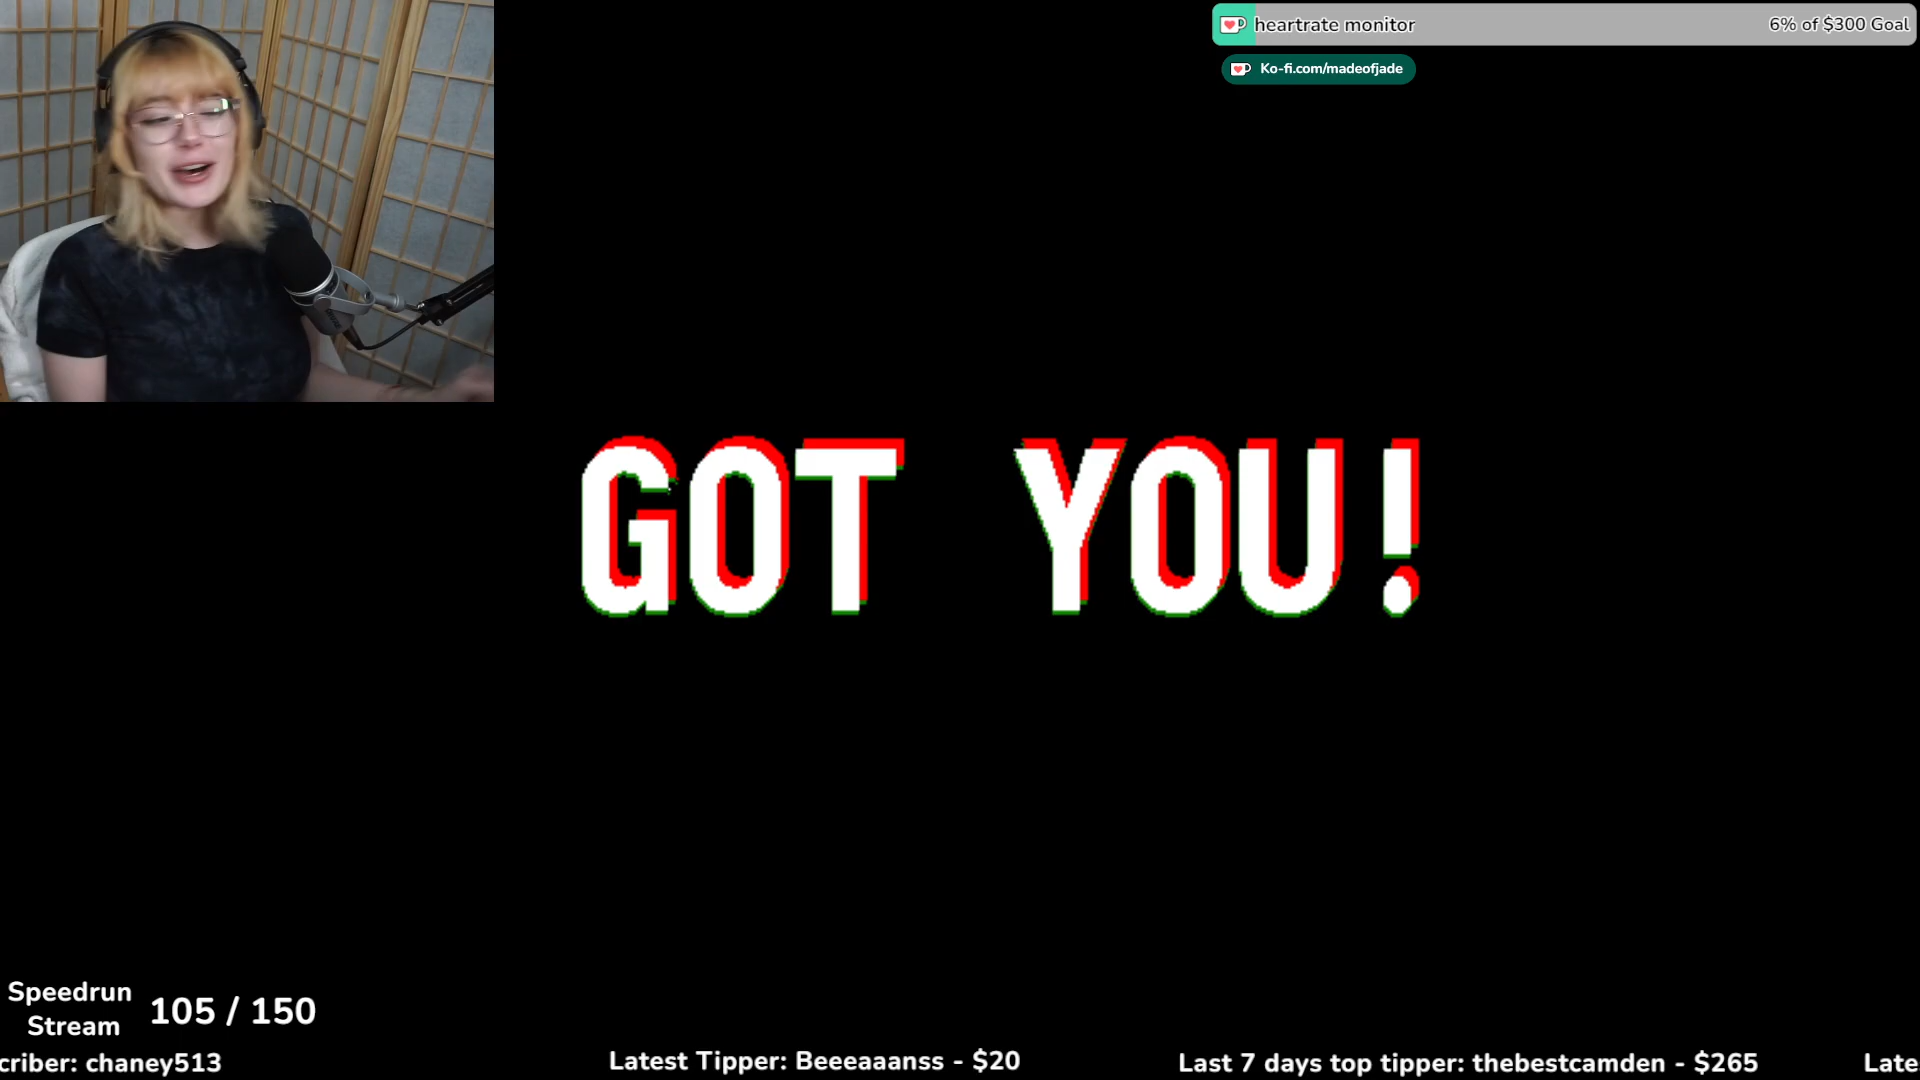 heartrate monitor
6% of $300 Goal
Ko-fi.com/madeofjade
GOT YOU!
Speedrun
Stream
105 / 150
criber: chaney513
Latest Tipper: Beeeaaanss - $20
Last 7 days top tipper: thebestcamden - $265
Late